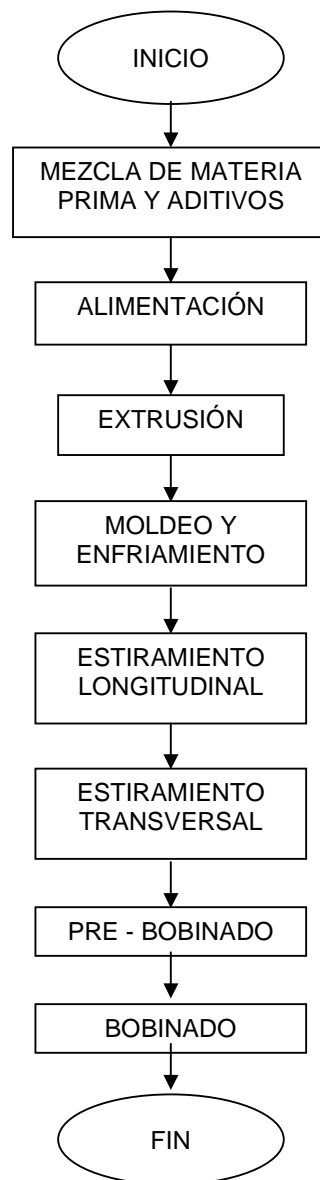 INICIO
MEZCLA DE MATERIA
PRIMA Y ADITIVOS
ALIMENTACIÓN
EXTRUSIÓN
MOLDEO Y
ENFRIAMIENTO
ESTIRAMIENTO
LONGITUDINAL
ESTIRAMIENTO
TRANSVERSAL
PRE - BOBINADO
BOBINADO
FIN